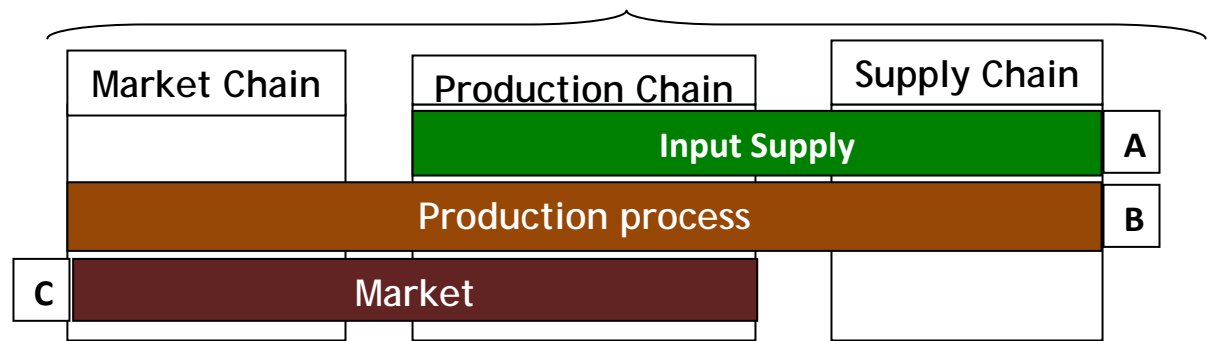 Market Chain
Production Chain
Supply Chain
Input Supply
A
Production process
B
C
Market